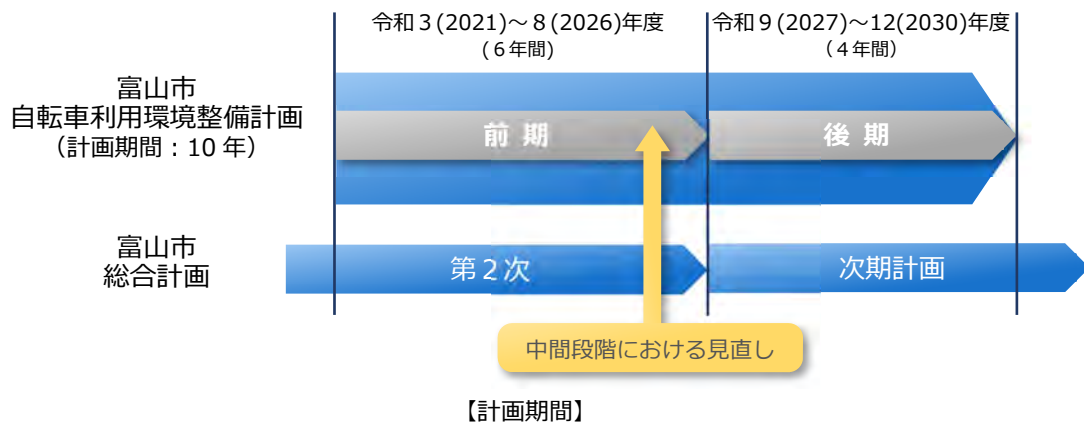 令和３(2021)～８(2026)年度
(６年間)
令和９(2027)～12(2030)年度
（４年間）
富山市
自転車利用環境整備計画
（計画期間：10 年）
前 期
後 期
富山市
総合計画
第２次
次期計画
中間段階における見直し
【計画期間】